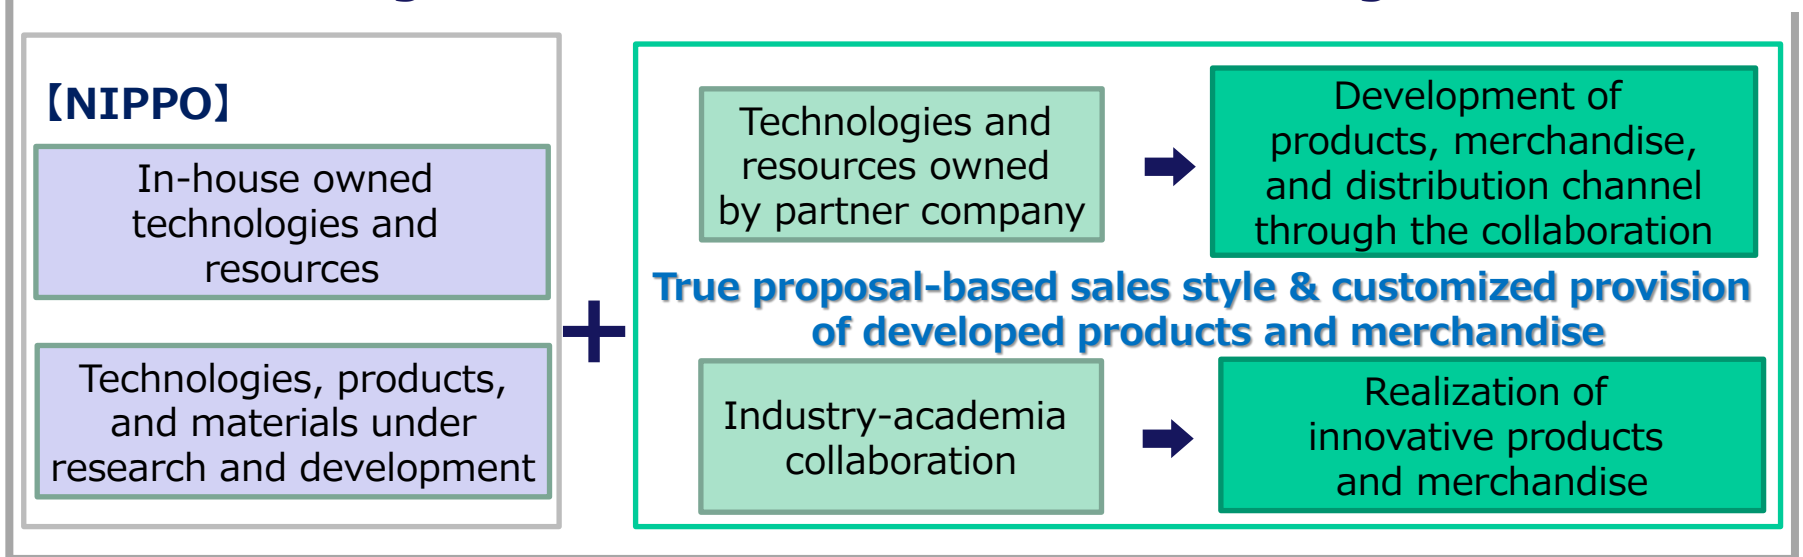 【NIPPO】
In-house owned
technologies and
resources
Technologies, products,
and materials under
research and development
+
Technologies and
resources owned
by partner company
Development of
products, merchandise,
and distribution channel
through the collaboration
True proposal-based sales style & customized provision
of developed products and merchandise
Industry-academia
collaboration
Realization of
innovative products
and merchandise